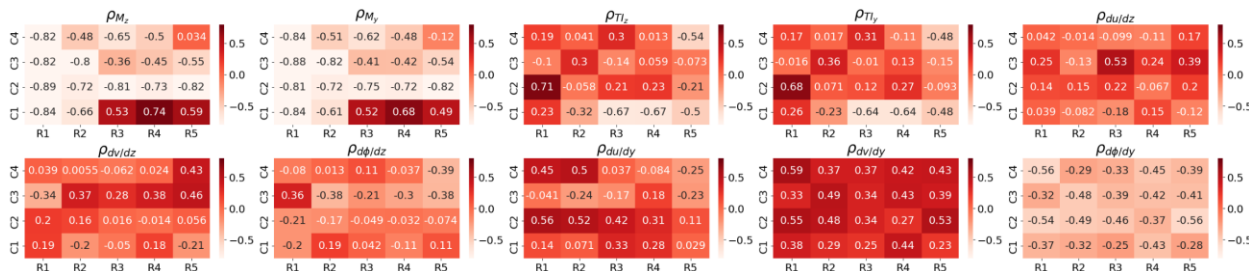 ρ_{M_z} ρ_{M_y} ρ_{TI_z} ρ_{TI_y} ρ_{du/dz}
C4 -0.82 -0.48 -0.65 -0.5 0.034 0.5 -0.84 -0.51 -0.62 -0.48 -0.12 0.5 C4 0.19 0.041 0.3 0.013 -0.54 0.5 C4 0.17 0.017 0.31 -0.11 -0.48 0.5 C4 0.042 -0.014 -0.099 -0.11 0.17 0.5
C3 -0.82 -0.8 -0.36 -0.45 -0.55 0.0 C3 -0.88 -0.82 -0.41 -0.42 -0.54 0.0 C3 -0.1 0.3 -0.14 0.059 -0.073 0.0 C3 -0.016 0.36 -0.01 0.13 -0.15 0.0 C3 0.25 -0.13 0.53 0.24 0.39 0.0
C2 -0.89 -0.72 -0.81 -0.73 -0.82 -0.5 C2 -0.84 -0.72 -0.75 -0.72 -0.82 -0.5 C2 0.71 -0.058 0.21 0.23 -0.21 -0.5 C2 0.68 0.071 0.12 0.27 -0.093 -0.5 C2 0.14 0.15 0.22 -0.067 0.2 -0.5
C1 -0.84 -0.66 0.53 0.74 0.59 C1 -0.84 -0.61 0.52 0.68 0.49 C1 0.23 -0.32 -0.67 -0.67 -0.5 C1 0.26 -0.23 -0.64 -0.64 -0.48 C1 0.039 -0.082 -0.18 0.15 -0.12
R1 R2 R3 R4 R5 R1 R2 R3 R4 R5 R1 R2 R3 R4 R5 R1 R2 R3 R4 R5 R1 R2 R3 R4 R5
ρ_{dv/dz} ρ_{dϕ/dz} ρ_{du/dy} ρ_{dv/dy} ρ_{dϕ/dy}
C4 0.039 0.0055 -0.062 0.024 0.43 0.5 C4 -0.08 0.013 0.11 -0.037 -0.39 0.5 C4 0.45 0.5 0.037 -0.084 -0.25 0.5 C4 0.59 0.37 0.37 0.42 0.43 0.5 C4 -0.56 -0.29 -0.33 -0.45 -0.39 0.5
C3 -0.34 0.37 0.28 0.38 0.46 0.0 C3 0.36 -0.38 -0.21 -0.3 -0.38 0.0 C3 -0.041 -0.24 -0.17 0.18 -0.23 0.0 C3 0.33 0.49 0.34 0.43 0.39 0.0 C3 -0.32 -0.48 -0.39 -0.42 -0.41 0.0
C2 0.2 0.16 0.016 -0.014 0.056 -0.5 C2 -0.21 -0.17 -0.049 -0.032 -0.074 -0.5 C2 0.56 0.52 0.42 0.31 0.11 -0.5 C2 0.55 0.48 0.34 0.27 0.53 -0.5 C2 -0.54 -0.49 -0.46 -0.37 -0.56 -0.5
C1 0.19 -0.2 -0.05 0.18 -0.21 C1 -0.2 0.19 0.042 -0.11 0.11 C1 0.14 0.071 0.33 0.28 0.029 C1 0.38 0.29 0.25 0.44 0.23 C1 -0.37 -0.32 -0.25 -0.5 -0.28
R1 R2 R3 R4 R5 R1 R2 R3 R4 R5 R1 R2 R3 R4 R5 R1 R2 R3 R4 R5 R1 R2 R3 R4 R5